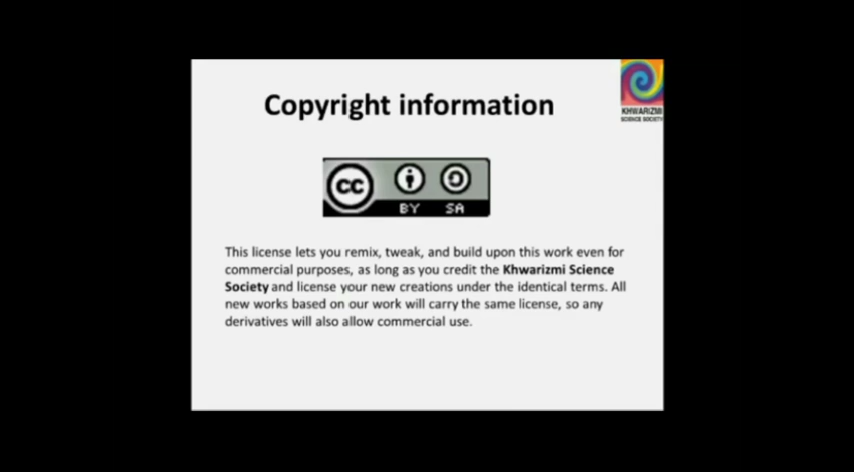 Copyright information
KHWARIZMI
SCIENCE SOCIETY
cc
BY SA
This license lets you remix, tweak, and build upon this work even for
commercial purposes, as long as you credit the Khwarizmi Science
Society and license your new creations under the identical terms. All
new works based on our work will carry the same license, so any
derivatives will also allow commercial use.